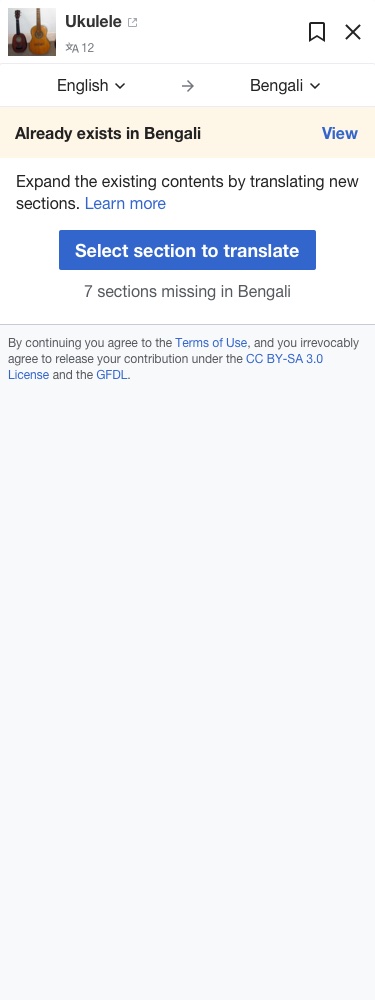 Ukulele
12
English
Bengali
Already exists in Bengali View
Expand the existing contents by translating new
sections. Learn more
Select section to translate
7 sections missing in Bengali
By continuing you agree to the Terms of Use, and you irrevocably
agree to release your contribution under the CC BY-SA 3.0
License and the GFDL.